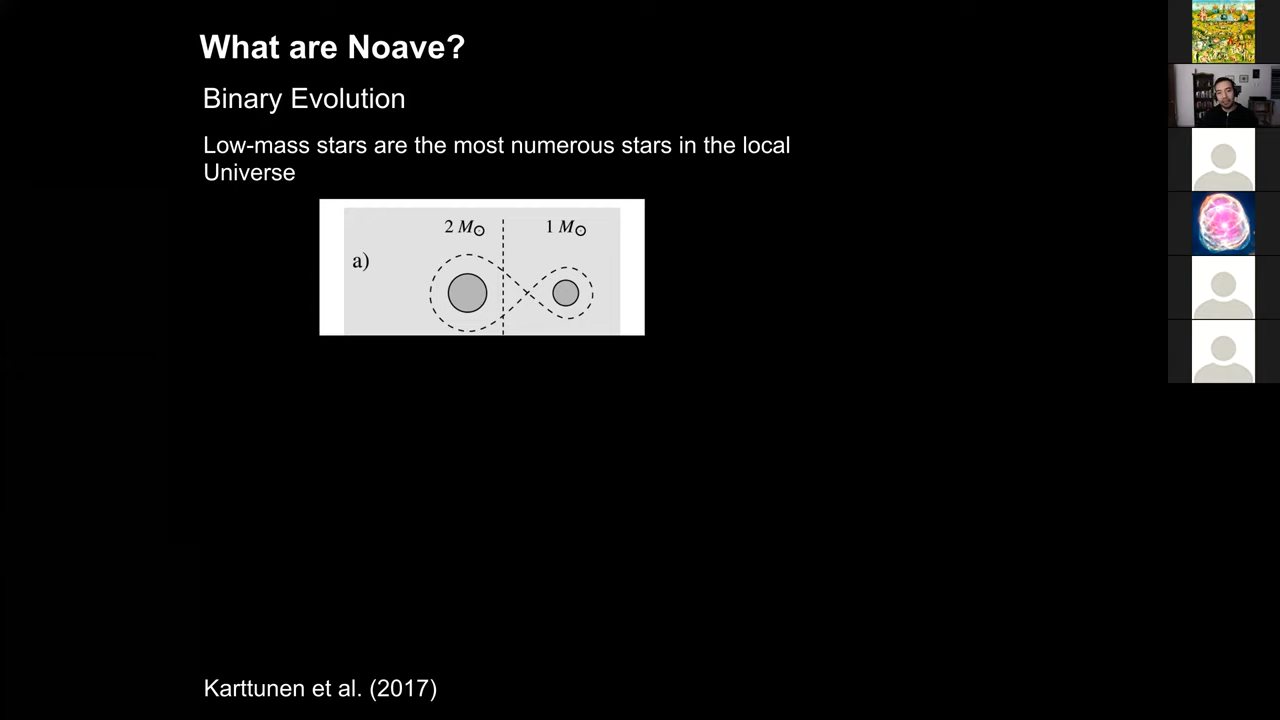 What are Noave?
Binary Evolution
Low-mass stars are the most numerous stars in the local
Universe
2 M☉ 1 M☉
a)
Karttunen et al. (2017)